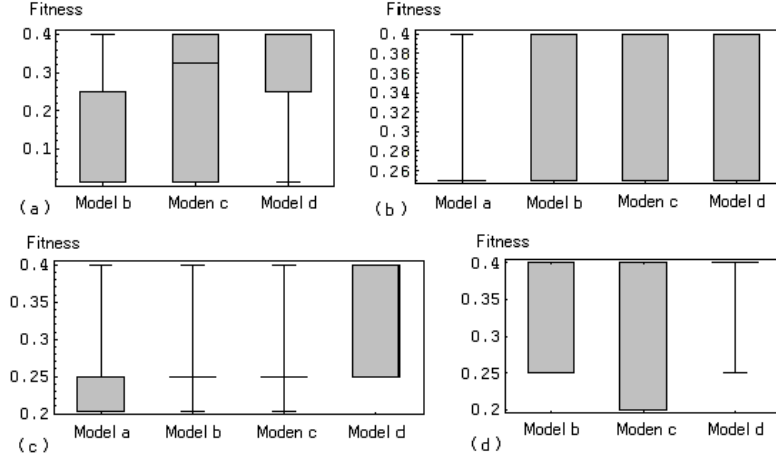 Fitness
0.4
0.3
0.2
0.1
(a)
Model b
Moden c
Model d
Fitness
0.4
0.38
0.36
0.34
0.32
0.3
0.28
0.26
(b)
Model a
Model b
Moden c
Model d
Fitness
0.4
0.35
0.3
0.25
0.2
(c)
Model a
Model b
Moden c
Model d
Fitness
0.4
0.35
0.3
0.25
0.2
(d)
Model b
Moden c
Model d